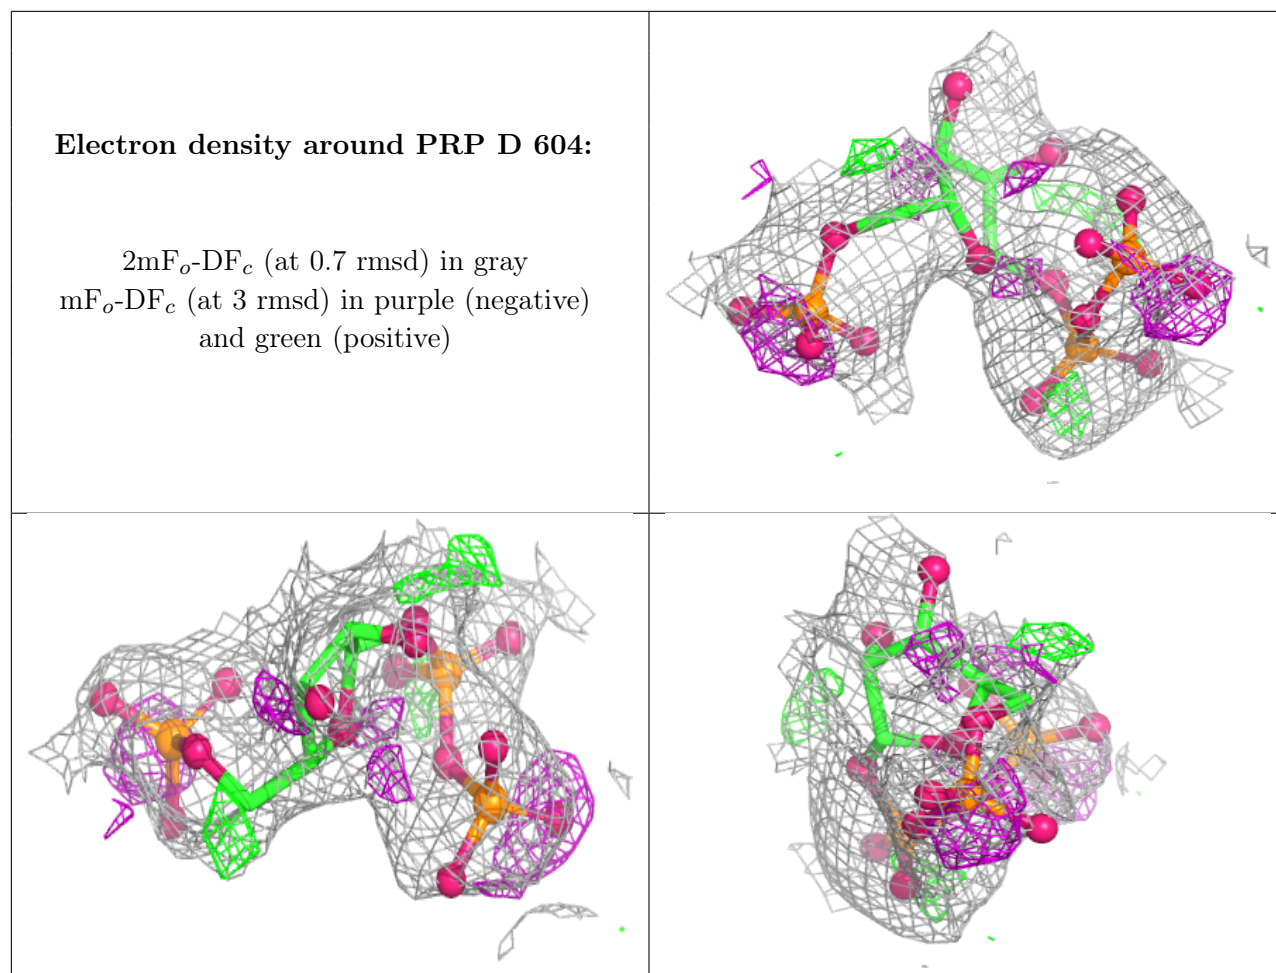 Electron density around PRP D 604:
2mFo-DFc (at 0.7 rmsd) in gray
mFo-DFc (at 3 rmsd) in purple (negative)
and green (positive)